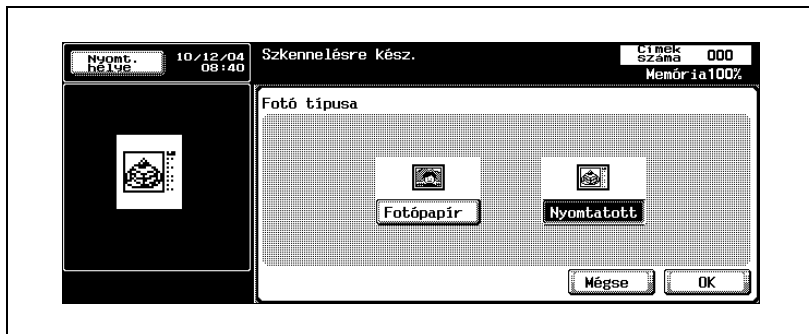 Nyomt.
helye
10/12/04
08:40
Szkennelésre kész.
Címek
száma
000
Memória100%
Fotó típusa
Fotópapír
Nyomtatott
Mégse
OK